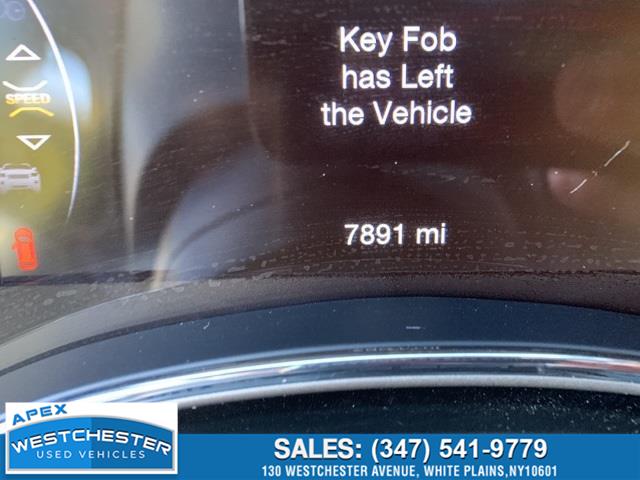 Key Fob
has Left
the Vehicle
SPEED
7891 mi
APEX
WESTCHESTER
USED VEHICLES
SALES: (347) 541-9779
130 WESTCHESTER AVENUE, WHITE PLAINS,NY10601